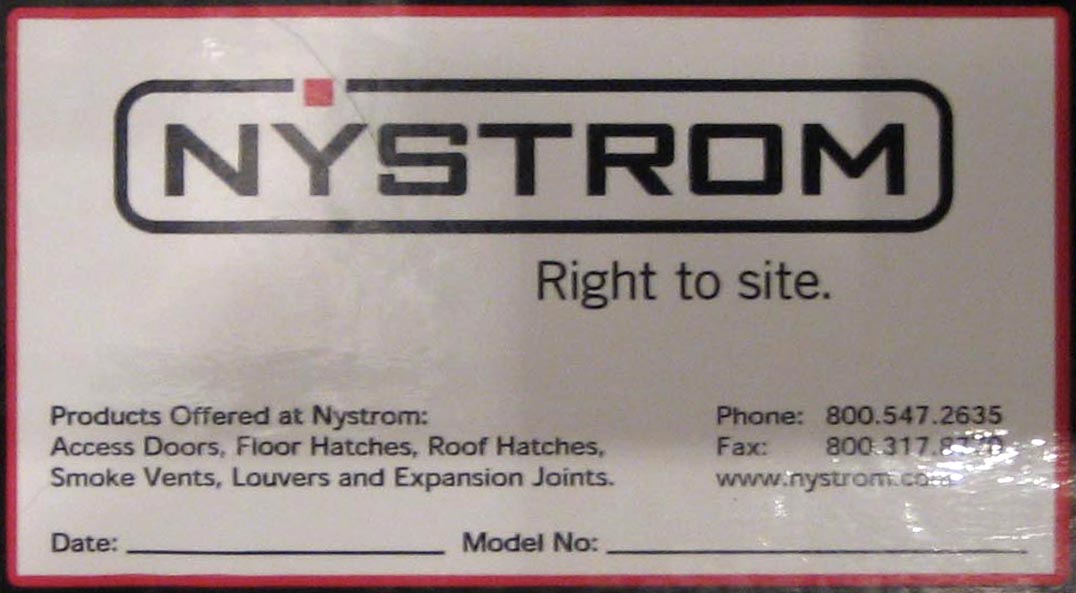 NYSTROM
Right to site.
Products Offered at Nystrom:
Access Doors, Floor Hatches, Roof Hatches,
Smoke Vents, Louvers and Expansion Joints.
Phone: 800.547.2635
Fax:
www.nystrom.com
Date:
Model No: